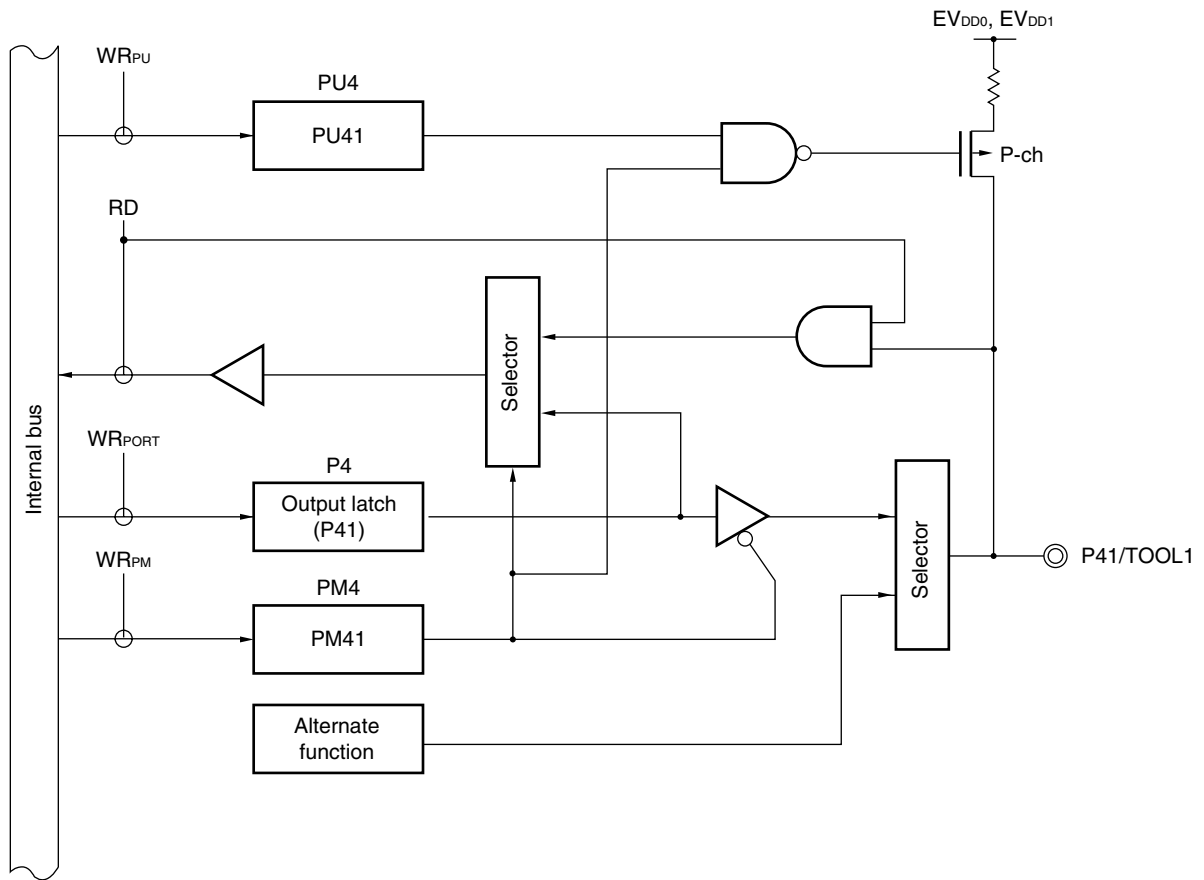 EVDD0, EVDD1
WRPU
PU4
PU41
P-ch
RD
Selector
Internal bus
WRPORT
P4
Output latch
(P41)
WRPM
PM4
PM41
Selector
P41/TOOL1
Alternate
function